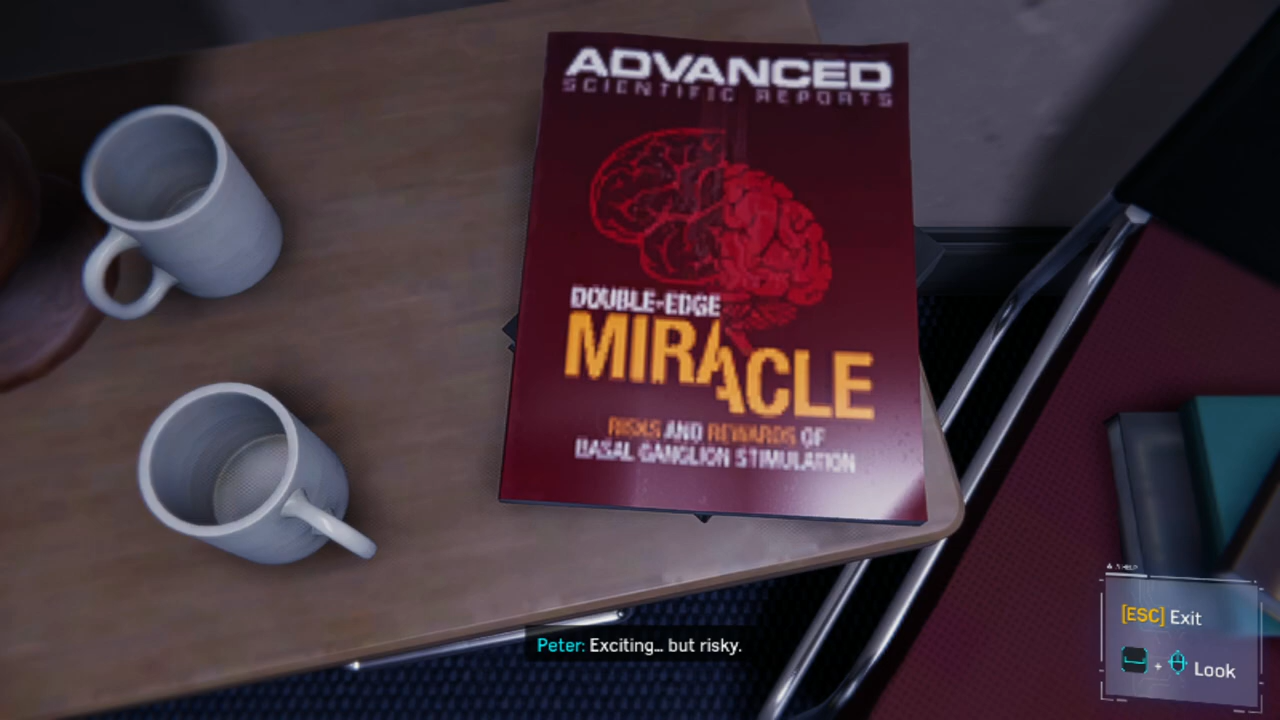 ADVANCED
SCIENTIFIC REPORTS
DOUBLE-EDGE
MIRACLE
RISKS AND REWARDS OF
BASAL GANGLION STIMULATION
Peter: Exciting... but risky.
[ESC] Exit
+ Look